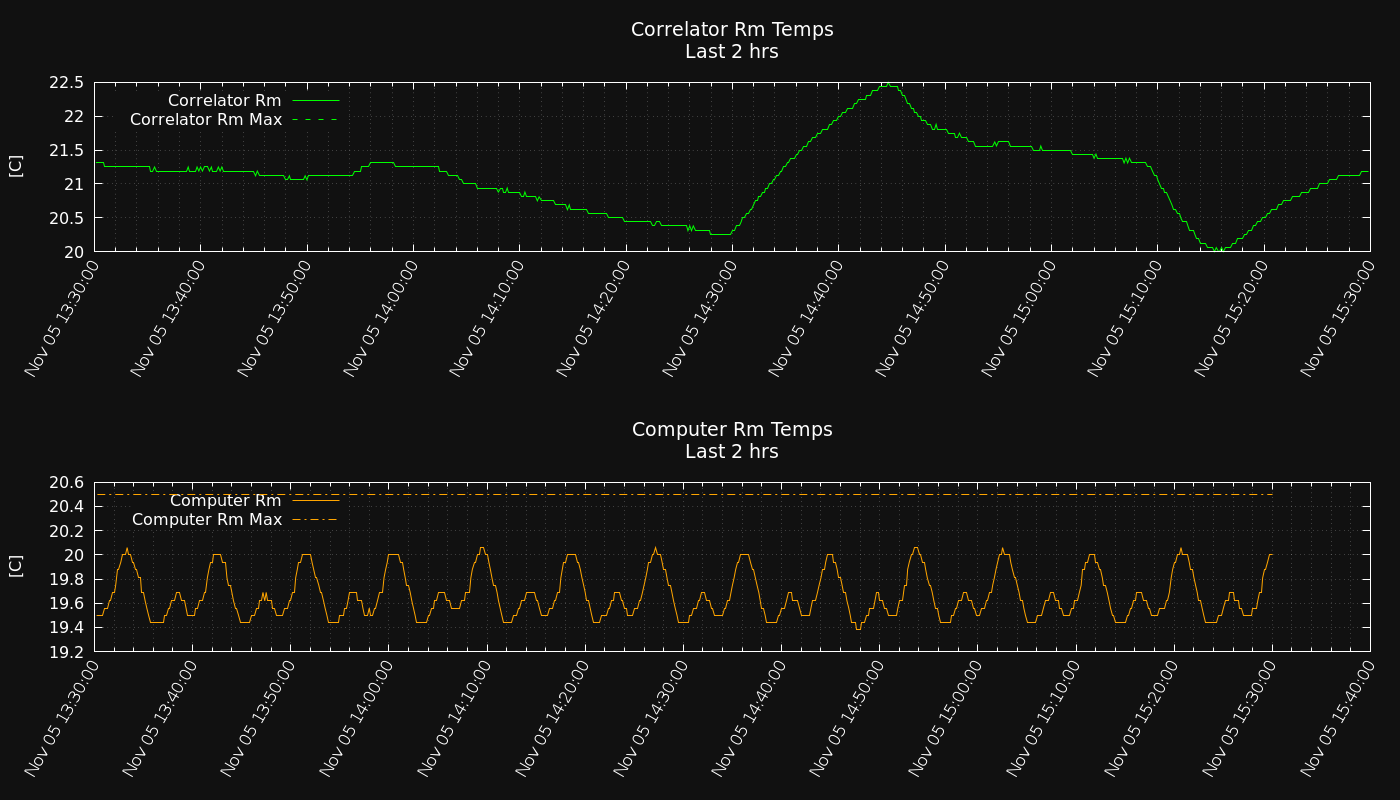 Correlator Rm Temps
Last 2 hrs
22.5
22
21.5
21
20.5
20
[C]
Correlator Rm
Correlator Rm Max
Nov 05 13:30:00
Nov 05 13:40:00
Nov 05 13:50:00
Nov 05 14:00:00
Nov 05 14:10:00
Nov 05 14:20:00
Nov 05 14:30:00
Nov 05 14:40:00
Nov 05 14:50:00
Nov 05 15:00:00
Nov 05 15:10:00
Nov 05 15:20:00
Nov 05 15:30:00
Computer Rm Temps
Last 2 hrs
20.6
20.4
20.2
20
19.8
19.6
19.4
19.2
[C]
Computer Rm
Computer Rm Max
Nov 05 13:30:00
Nov 05 13:40:00
Nov 05 13:50:00
Nov 05 14:00:00
Nov 05 14:10:00
Nov 05 14:20:00
Nov 05 14:30:00
Nov 05 14:40:00
Nov 05 14:50:00
Nov 05 15:00:00
Nov 05 15:10:00
Nov 05 15:20:00
Nov 05 15:30:00
Nov 05 15:40:00